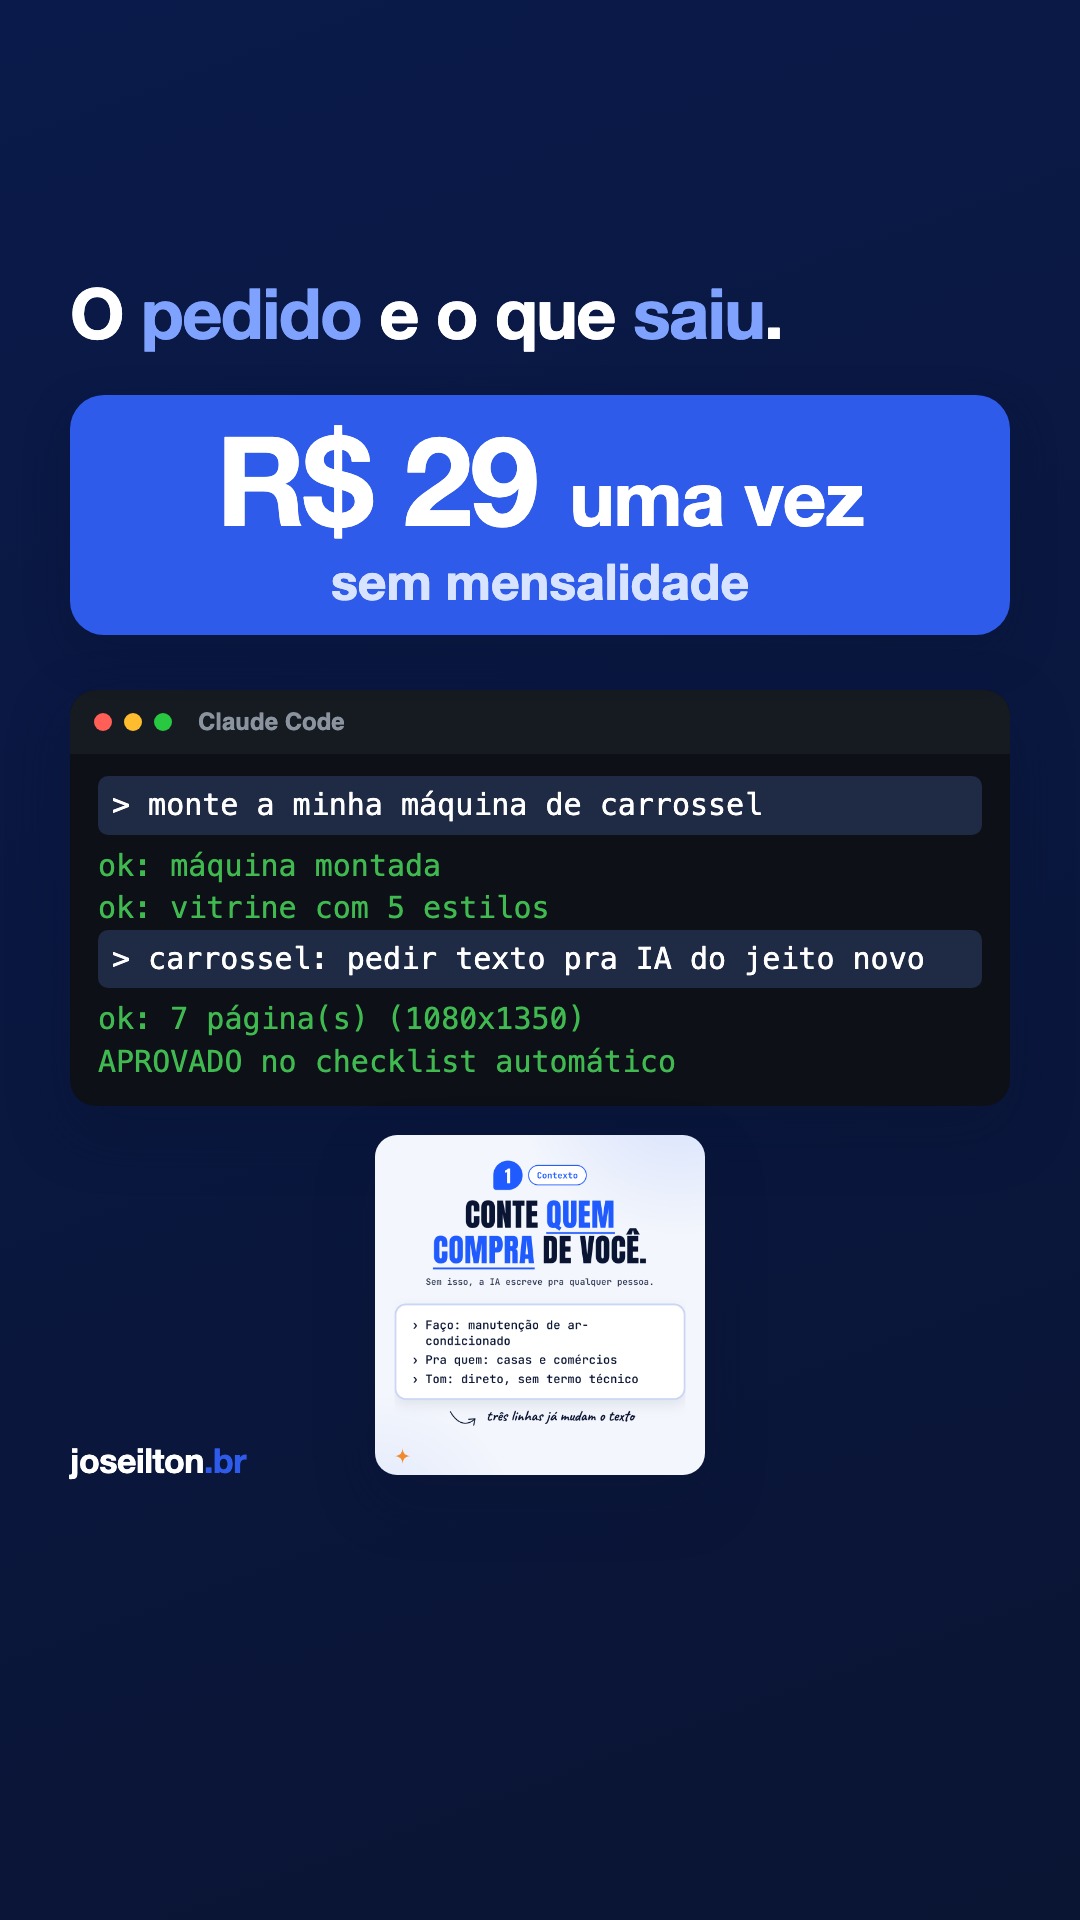 O pedido e o que saiu.
R$ 29 uma vez
sem mensalidade
Claude Code
> monte a minha máquina de carrossel
ok: máquina montada
ok: vitrine com 5 estilos
> carrossel: pedir texto pra IA do jeito novo
ok: 7 página(s) (1080x1350)
APROVADO no checklist automático
1 Contexto
CONTE QUEM
COMPRA DE VOCÊ.
Sem isso, a IA escreve pra qualquer pessoa.
› Faço: manutenção de ar-
condicionado
› Pra quem: casas e comércios
› Tom: direto, sem termo técnico
três linhas já mudam o texto
joseilton.br